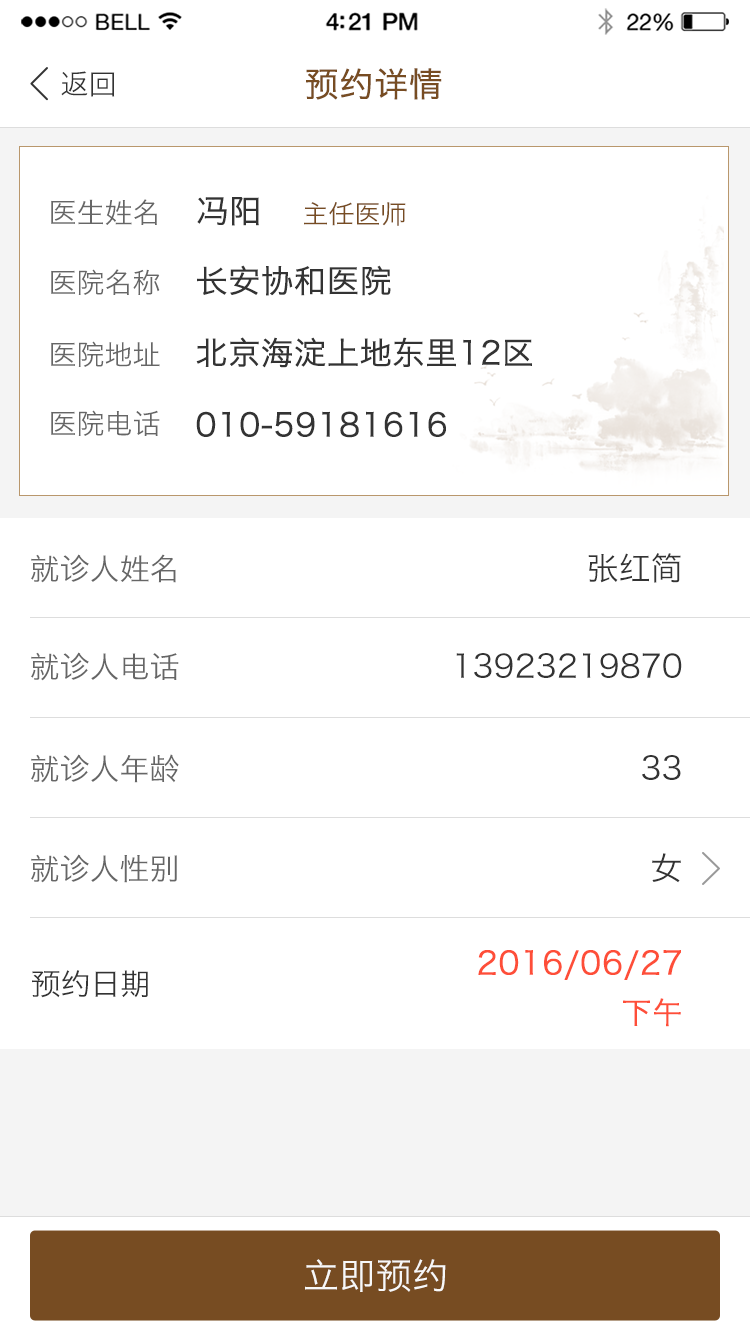 BELL 4:21 PM 22%
返回 预约详情
医生姓名 冯阳 主任医师
医院名称 长安协和医院
医院地址 北京海淀上地东里12区
医院电话 010-59181616
就诊人姓名 张红简
就诊人电话 13923219870
就诊人年龄 33
就诊人性别 女
预约日期 2016/06/27
下午
立即预约